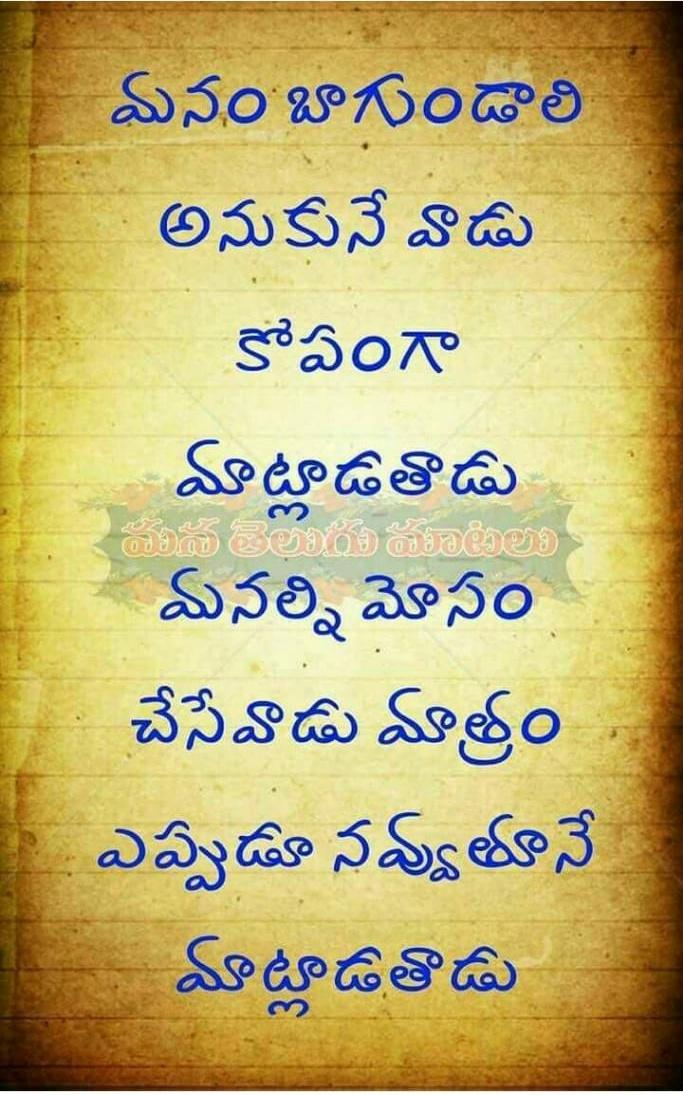 మనం బాగుండాలి
అనుకునే వాడు
కోపంగా
మాట్లాడతాడు
మన తెలుగు మాటలు
మనల్ని మోసం
చేసేవాడు మాత్రం
ఎప్పుడూ నవ్వుతూనే
మాట్లాడతాడు